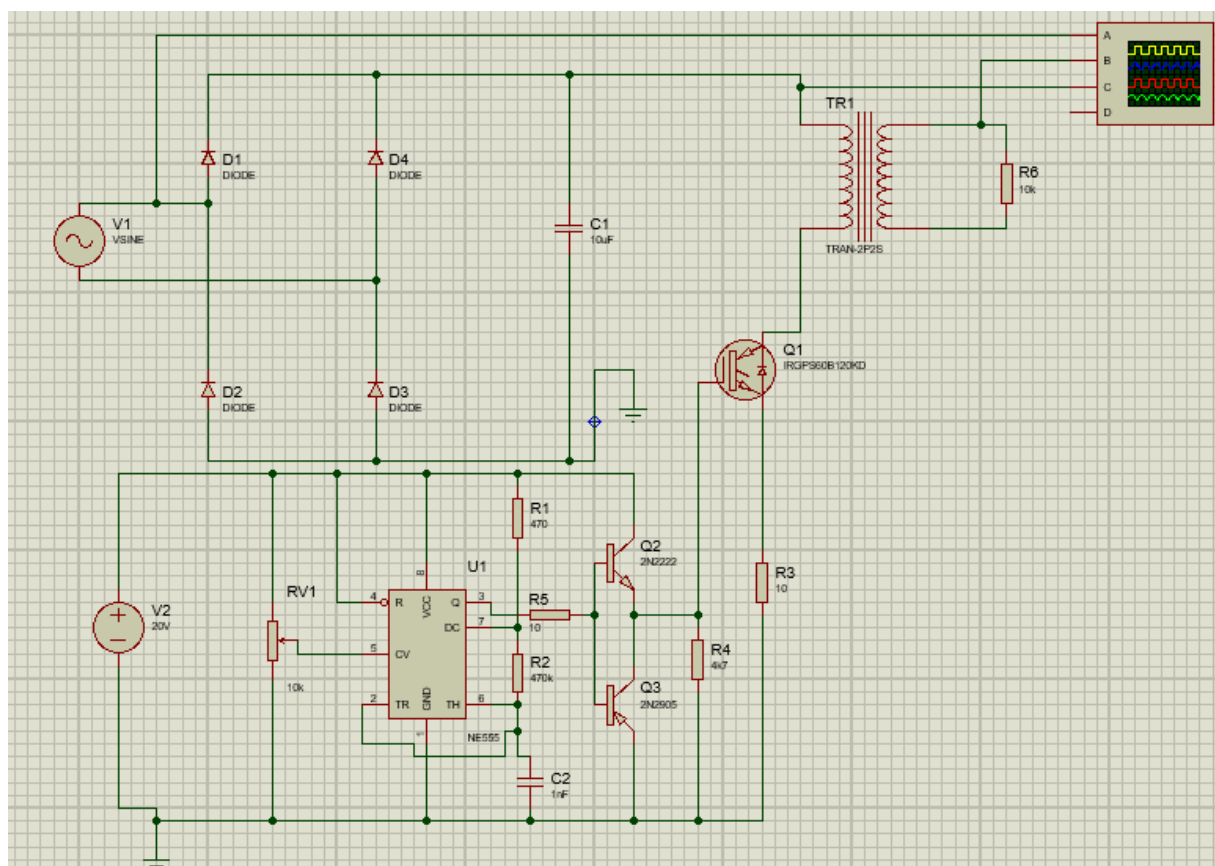 A
B
C
D
TR1
TRAN-2P2S
R6
10k
D1
DIODE
D4
DIODE
V1
VSINE
C1
10uF
Q1
IRGPS60B120KD
D2
DIODE
D3
DIODE
R1
470
Q2
2N2222
U1
RV1
10k
V2
20V
8
VCC
4
R
Q
3
DC
7
5
CV
2
TR
GND
1
TH
6
NE555
R5
10
R2
470k
R3
10
R4
4k7
Q3
2N2905
C2
1nF